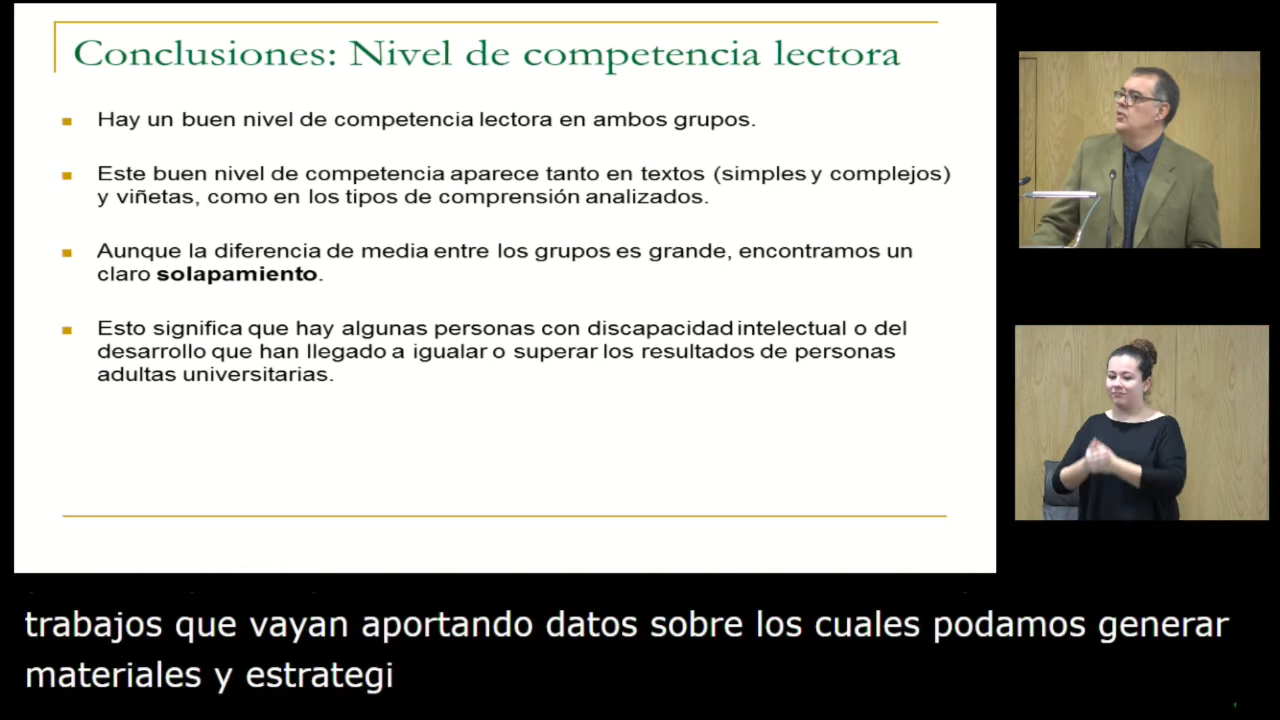 Conclusiones: Nivel de competencia lectora
Hay un buen nivel de competencia lectora en ambos grupos.
Este buen nivel de competencia aparece tanto en textos (simples y complejos)
y viñetas, como en los tipos de comprensión analizados.
Aunque la diferencia de media entre los grupos es grande, encontramos un
claro solapamiento.
Esto significa que hay algunas personas con discapacidad intelectual o del
desarrollo que han llegado a igualar o superar los resultados de personas
adultas universitarias.
trabajos que vayan aportando datos sobre los cuales podamos generar
materiales y estrategi